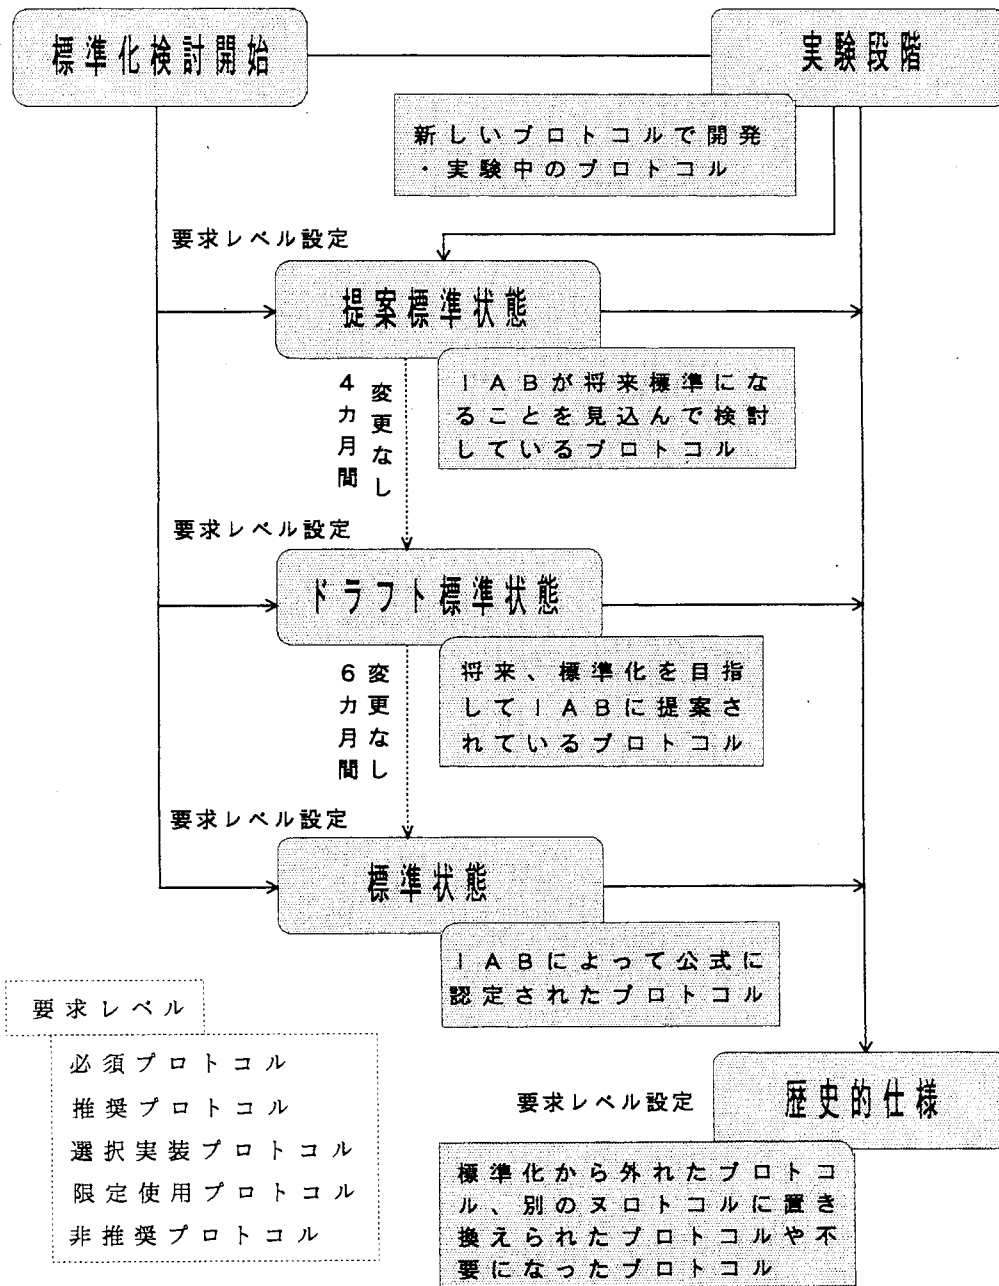 標準化検討開始
実験段階
新しいプロトコルで開発
・実験中のプロトコル
要求レベル設定
提案標準状態
4カ月間
変更なし
IABが将来標準にな
ることを見込んで検討
しているプロトコル
要求レベル設定
ドラフト標準状態
6カ月間
変更なし
将来、標準化を目指
してIABに提案さ
れているプロトコル
要求レベル設定
標準状態
IABによって公式に
認定されたプロトコル
要求レベル
必須プロトコル
推奨プロトコル
選択実装プロトコル
限定使用プロトコル
非推奨プロトコル
要求レベル設定
歴史的仕様
標準化から外れたプロトコ
ル、別のヌロトコルに置き
換えられたプロトコルや不
要になったプロトコル